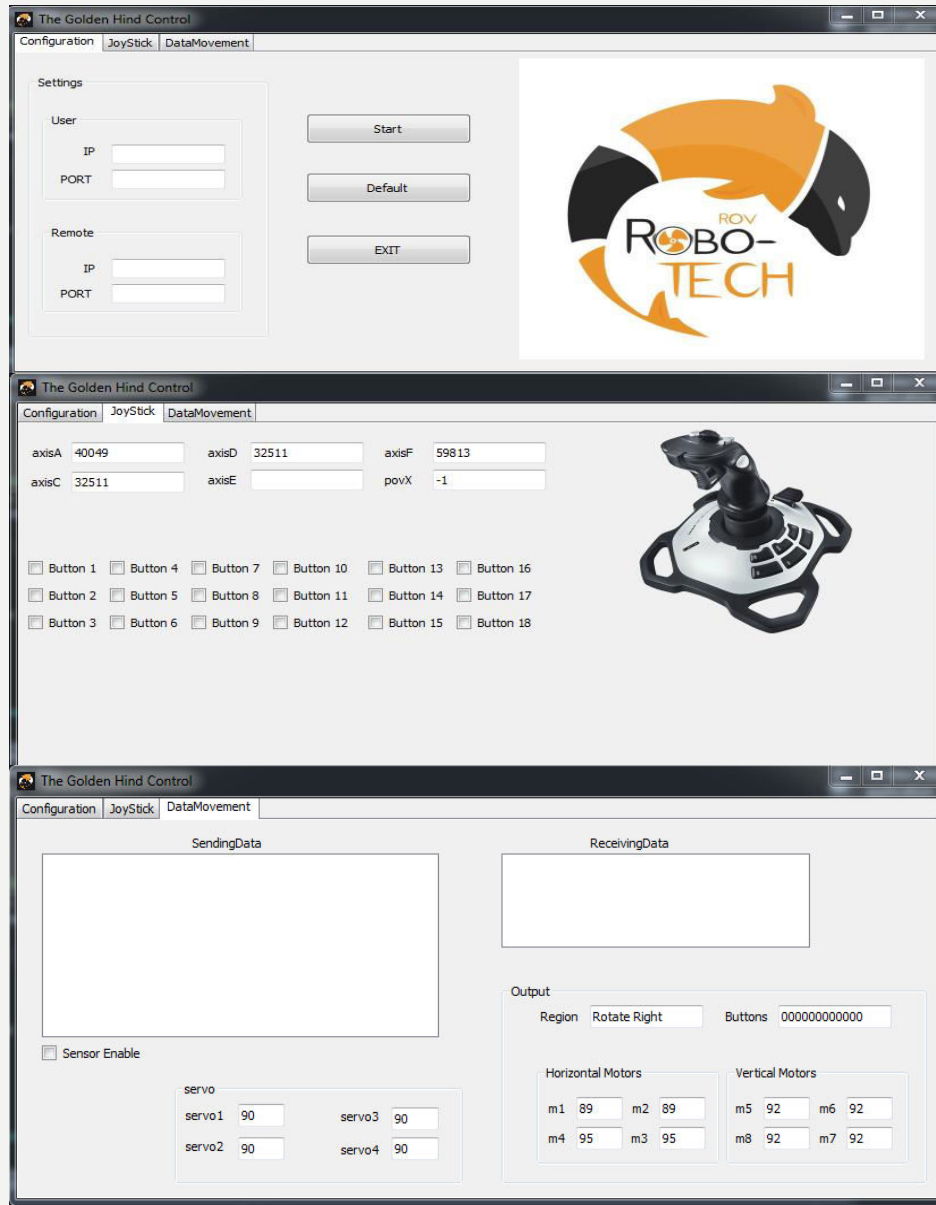 The Golden Hind Control
Configuration JoyStick DataMovement
Settings
User
IP
PORT
Remote
IP
PORT
Start
Default
EXIT
ROV
ROBO-
TECH
The Golden Hind Control
Configuration JoyStick DataMovement
axisA 40049 axisD 32511 axisF 59813
axisC 32511 axisE povX -1
Button 1 Button 4 Button 7 Button 10 Button 13 Button 16
Button 2 Button 5 Button 8 Button 11 Button 14 Button 17
Button 3 Button 6 Button 9 Button 12 Button 15 Button 18
The Golden Hind Control
Configuration JoyStick DataMovement
SendingData
ReceivingData
Sensor Enable
servo
servo1 90 servo3 90
servo2 90 servo4 90
Output
Region Rotate Right Buttons 000000000000
Horizontal Motors
m1 89 m2 89
m4 95 m3 95
Vertical Motors
m5 92 m6 92
m8 92 m7 92